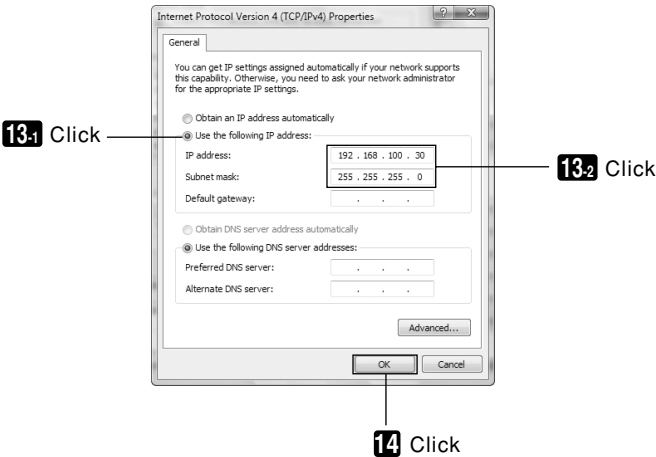 Internet Protocol Version 4 (TCP/IPv4) Properties
General
You can get IP settings assigned automatically if your network supports
this capability. Otherwise, you need to ask your network administrator
for the appropriate IP settings.
Obtain an IP address automatically
13-1 Click
Use the following IP address:
IP address: 192 . 168 . 100 . 30
13-2 Click
Subnet mask: 255 . 255 . 255 . 0
Default gateway: . . .
Obtain DNS server address automatically
Use the following DNS server addresses:
Preferred DNS server: . . .
Alternate DNS server: . . .
Advanced...
OK Cancel
14 Click